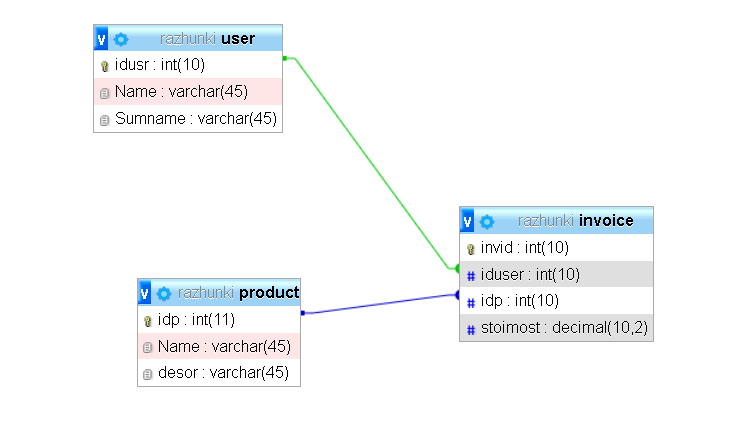 v razhunki user
idusr : int(10)
Name : varchar(45)
Sumname : varchar(45)
v razhunki invoice
invid : int(10)
# iduser : int(10)
# idp : int(10)
# stoimost : decimal(10,2)
v razhunki product
idp : int(11)
Name : varchar(45)
desor : varchar(45)